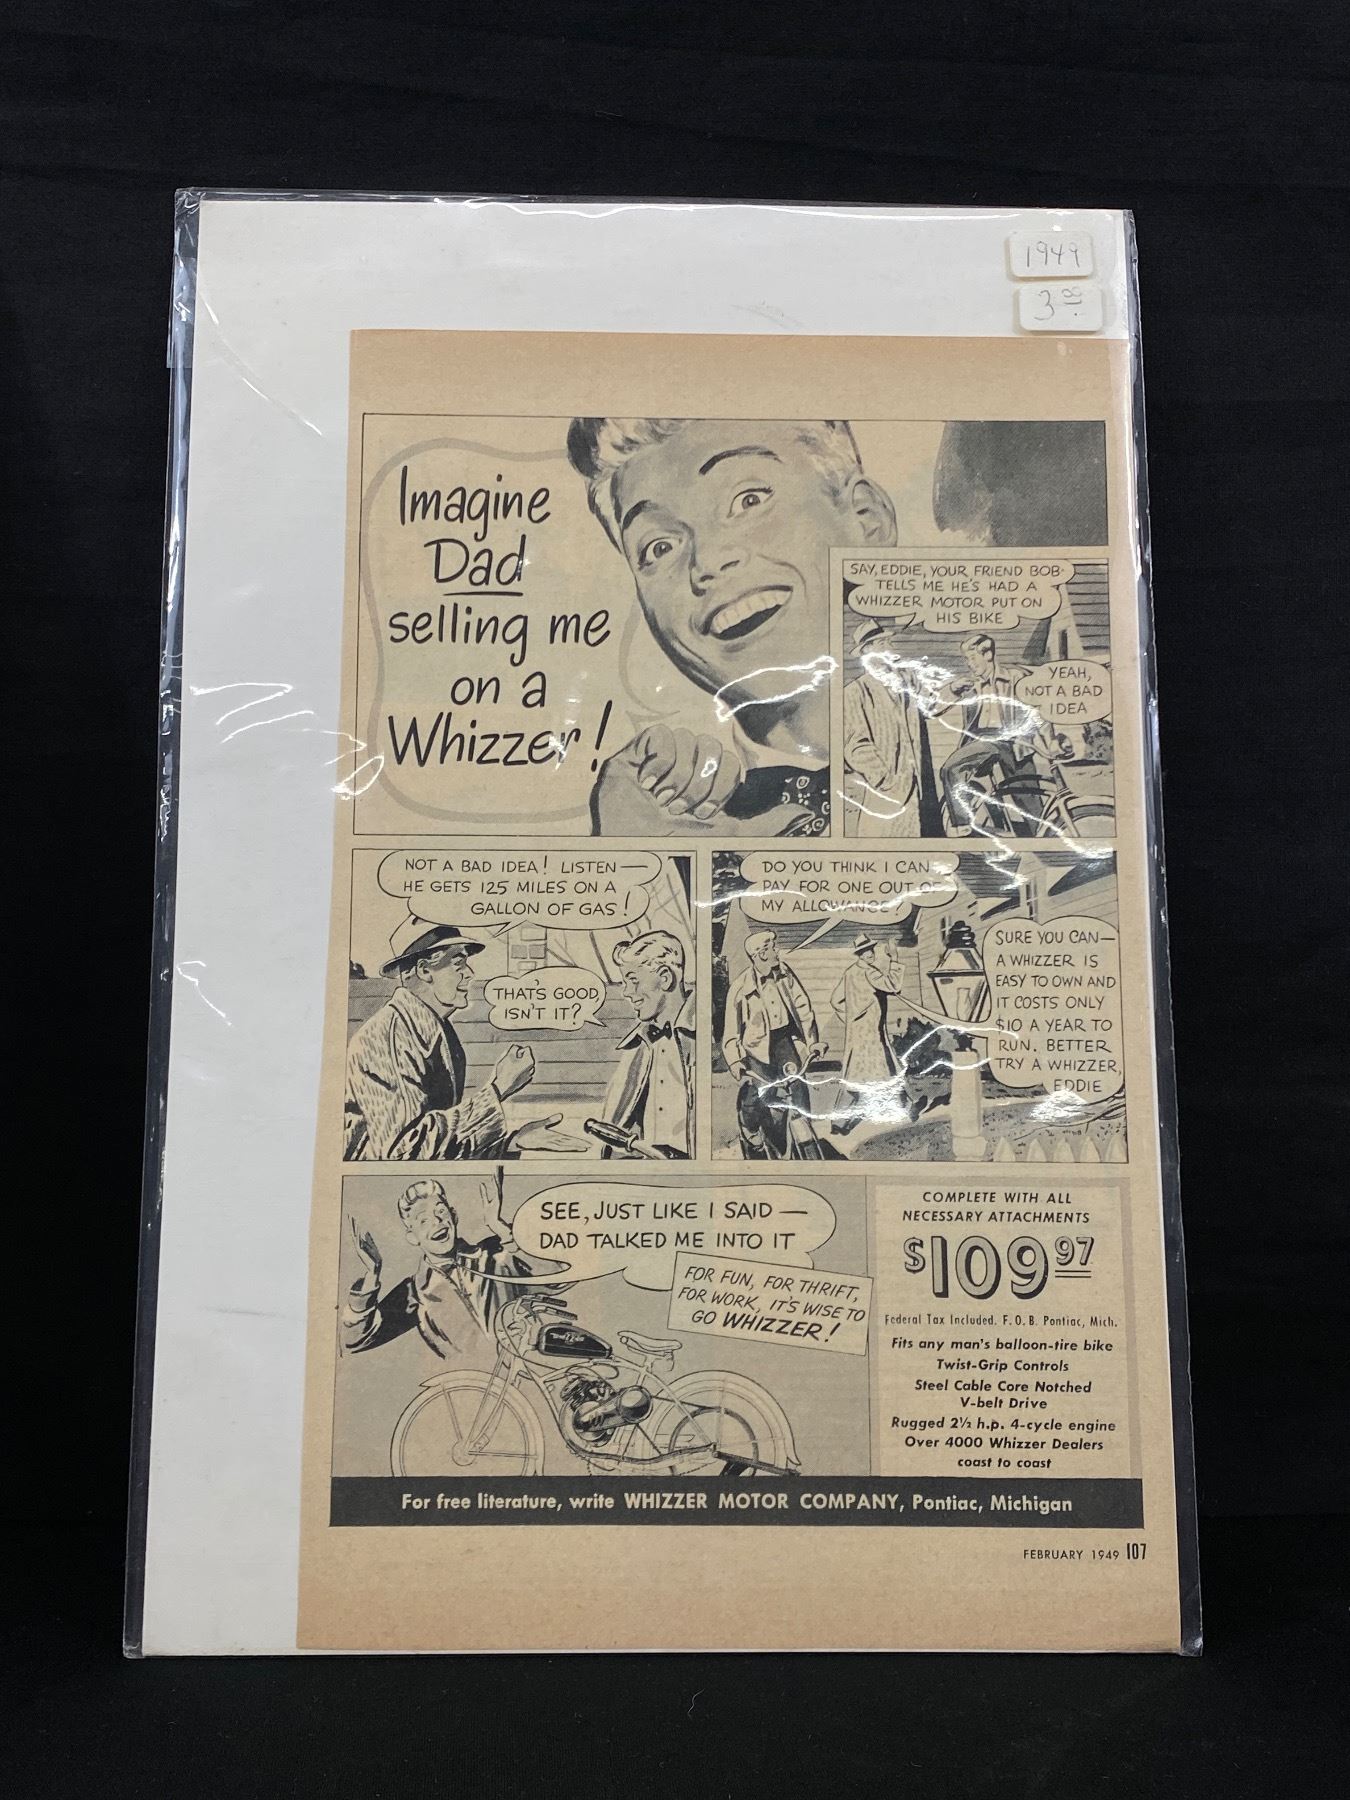 1949
3.00
Imagine
Dad
selling me
on a
Whizzer!
SAY, EDDIE, YOUR FRIEND BOB
TELLS ME HE'S HAD A
WHIZZER MOTOR PUT ON
HIS BIKE
YEAH,
NOT A BAD
IDEA
NOT A BAD IDEA! LISTEN —
HE GETS 125 MILES ON A
GALLON OF GAS!
THAT'S GOOD,
ISN'T IT?
DO YOU THINK I CAN
PAY FOR ONE OUT OF
MY ALLOWANCE?
SURE YOU CAN—
A WHIZZER IS
EASY TO OWN AND
IT COSTS ONLY
$10 A YEAR TO
RUN. BETTER
TRY A WHIZZER,
EDDIE
SEE, JUST LIKE I SAID —
DAD TALKED ME INTO IT
FOR FUN, FOR THRIFT,
FOR WORK, IT'S WISE TO
GO WHIZZER!
WHIZZER
COMPLETE WITH ALL
NECESSARY ATTACHMENTS
$109.97
Federal Tax Included. F. O. B. Pontiac, Mich.
Fits any man's balloon-tire bike
Twist-Grip Controls
Steel Cable Core Notched
V-belt Drive
Rugged 2½ h.p. 4-cycle engine
Over 4000 Whizzer Dealers
coast to coast
For free literature, write WHIZZER MOTOR COMPANY, Pontiac, Michigan
FEBRUARY 1949 107